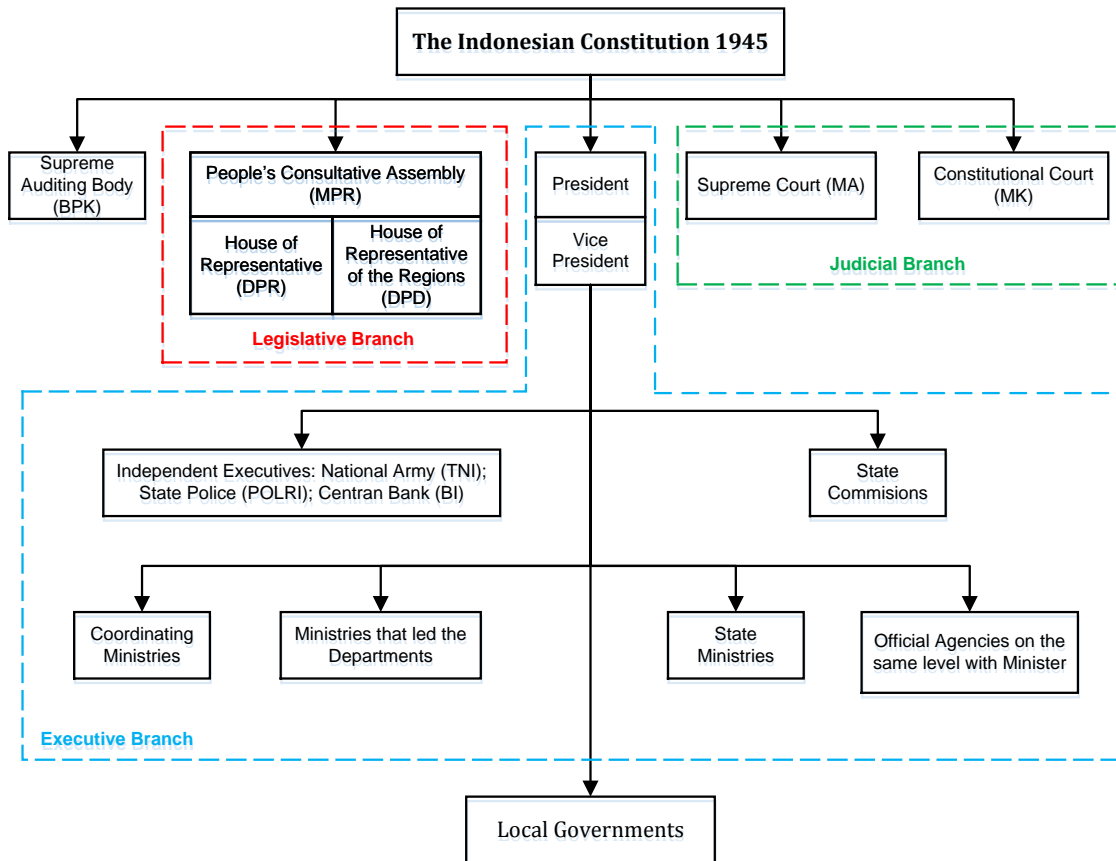 The Indonesian Constitution 1945
Supreme
Auditing Body
(BPK)
People's Consultative Assembly
(MPR)
House of
Representative
(DPR)
House of
Representative
of the Regions
(DPD)
Legislative Branch
President
Vice
President
Supreme Court (MA)
Constitutional Court
(MK)
Judicial Branch
Independent Executives: National Army (TNI);
State Police (POLRI); Centran Bank (BI)
State
Commisions
Coordinating
Ministries
Ministries that led the
Departments
State
Ministries
Official Agencies on the
same level with Minister
Executive Branch
Local Governments